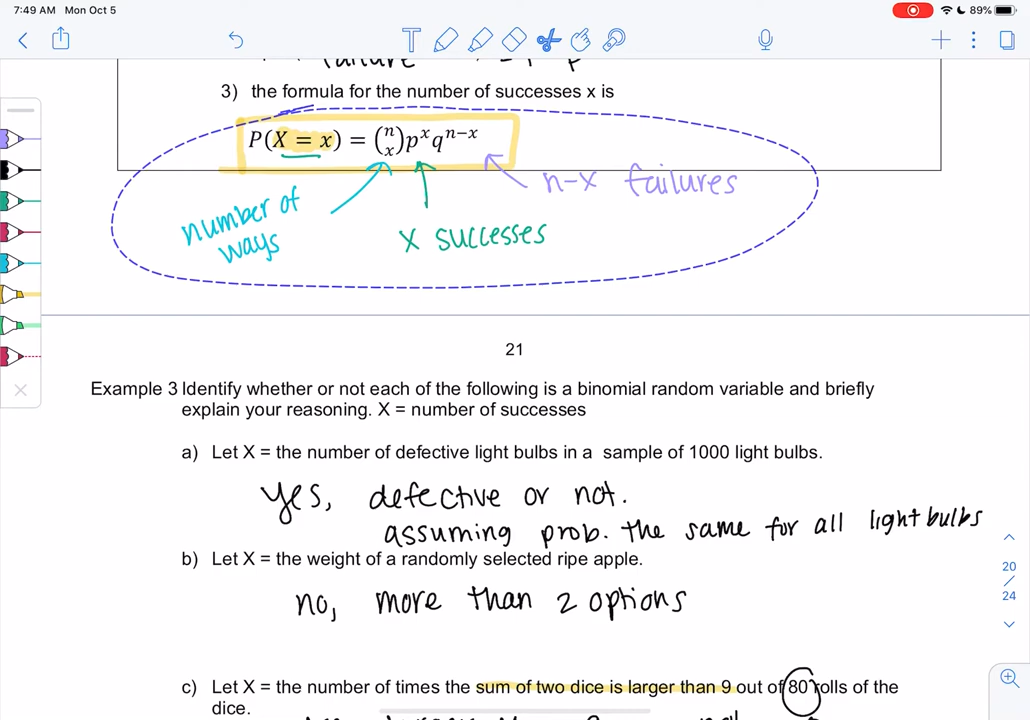 7:49 AM Mon Oct 5
89%
failure
3) the formula for the number of successes x is
P(X = x) = (n x) p^x q^{n−x}
n-x failures
number of
ways
x successes
21
Example 3 Identify whether or not each of the following is a binomial random variable and briefly
explain your reasoning. X = number of successes
a) Let X = the number of defective light bulbs in a sample of 1000 light bulbs.
yes, defective or not.
assuming prob. the same for all lightbulbs
b) Let X = the weight of a randomly selected ripe apple.
no, more than 2 options
20
/
24
c) Let X = the number of times the sum of two dice is larger than 9 out of 80 rolls of the
dice.